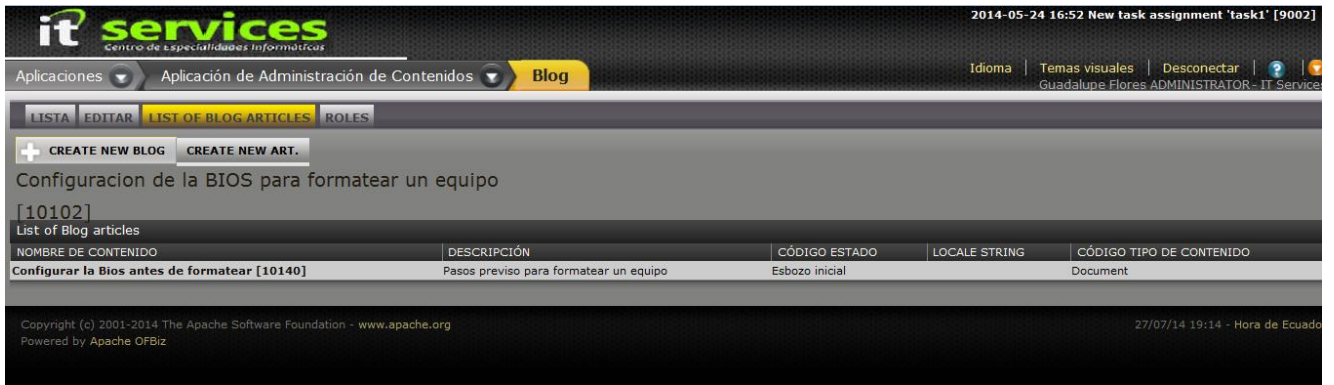 it services
Centro de Especialidades Informáticas
2014-05-24 16:52 New task assignment 'task1' [9002]
Aplicaciones Aplicación de Administración de Contenidos Blog
Idioma | Temas visuales | Desconectar | ? |
Guadalupe Flores ADMINISTRATOR - IT Services
LISTA EDITAR LIST OF BLOG ARTICLES ROLES
CREATE NEW BLOG CREATE NEW ART.
Configuracion de la BIOS para formatear un equipo
[10102]
List of Blog articles
NOMBRE DE CONTENIDO DESCRIPCIÓN CÓDIGO ESTADO LOCALE STRING CÓDIGO TIPO DE CONTENIDO
Configurar la Bios antes de formatear [10140] Pasos previso para formatear un equipo Esbozo inicial Document
Copyright (c) 2001-2014 The Apache Software Foundation - www.apache.org
Powered by Apache OFBiz
27/07/14 19:14 - Hora de Ecuado